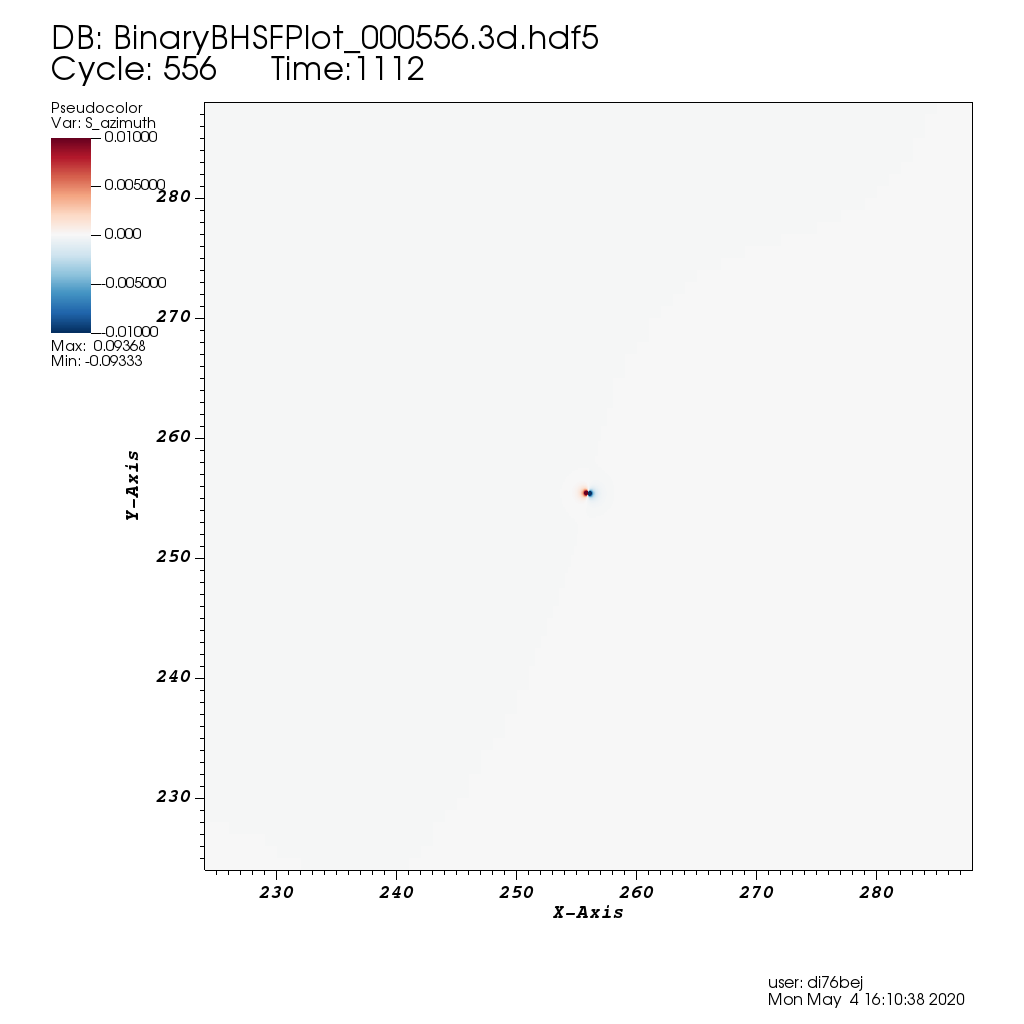 DB: BinaryBHSFPlot_000556.3d.hdf5
Cycle: 556 Time:1112
Pseudocolor
Var: S_azimuth
0.01000
0.005000
0.000
-0.005000
-0.01000
Max: 0.09368
Min: -0.09333
280
270
260
250
240
230
Y-Axis
230 240 250 260 270 280
X-Axis
user: di76bej
Mon May 4 16:10:38 2020